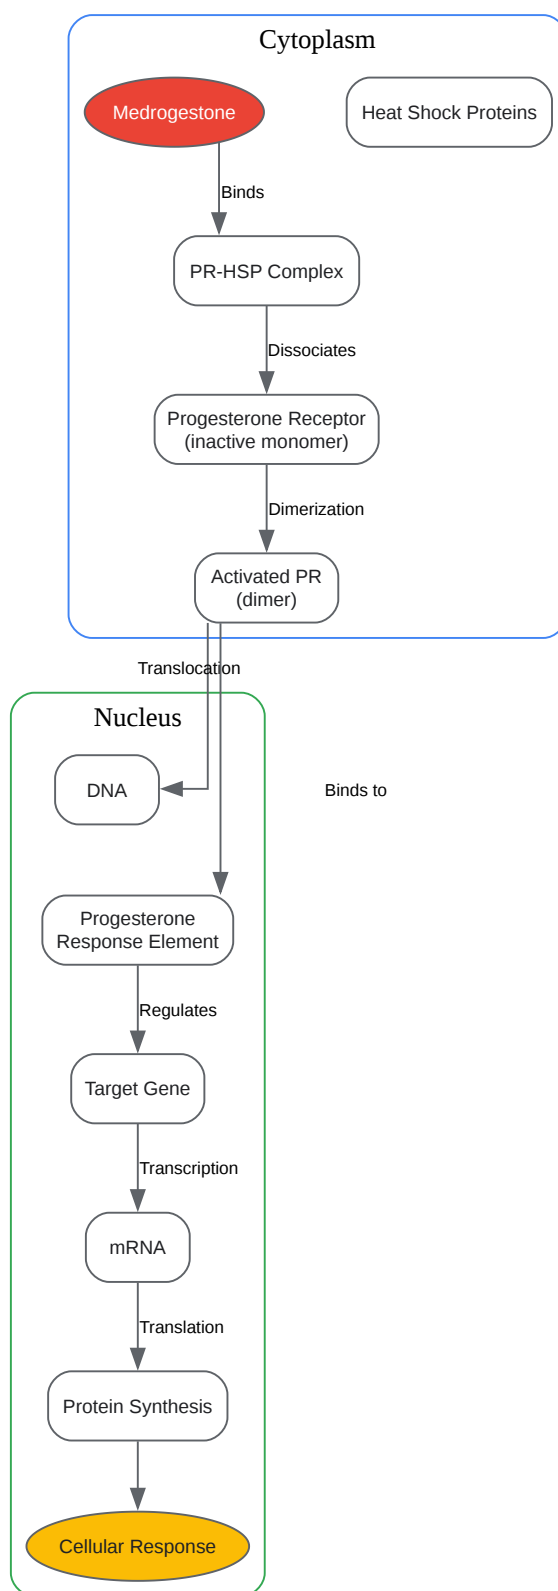 Cytoplasm
Medrogestone
Heat Shock Proteins
Binds
PR-HSP Complex
Dissociates
Progesterone Receptor
(inactive monomer)
Dimerization
Activated PR
(dimer)
Translocation
Nucleus
DNA
Binds to
Progesterone
Response Element
Regulates
Target Gene
Transcription
mRNA
Translation
Protein Synthesis
Cellular Response